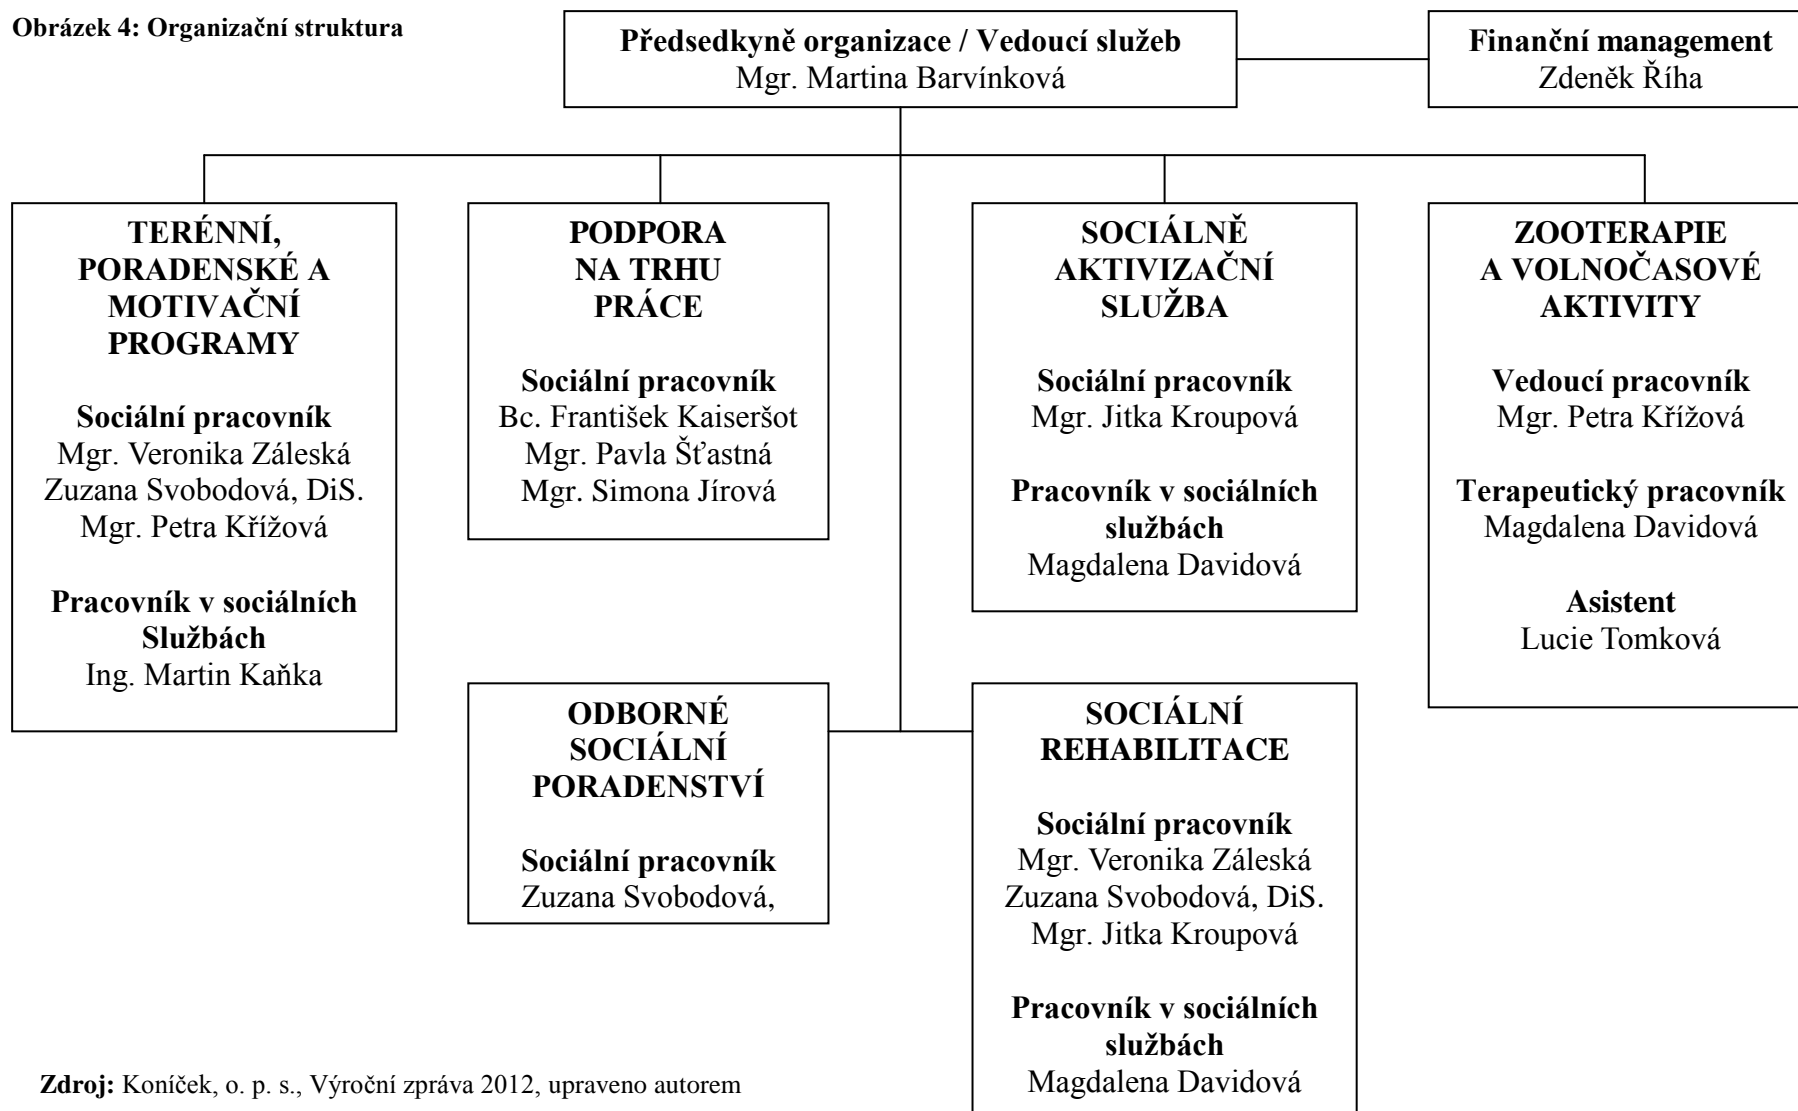 Obrázek 4: Organizační struktura
Předsedkyně organizace / Vedoucí služeb
Mgr. Martina Barvínková
Finanční management
Zdeněk Říha
TERÉNNÍ,
PORADENSKÉ A
MOTIVAČNÍ
PROGRAMY
Sociální pracovník
Mgr. Veronika Záleská
Zuzana Svobodová, DiS.
Mgr. Petra Křížová
Pracovník v sociálních
Službách
Ing. Martin Kaňka
PODPORA
NA TRHU
PRÁCE
Sociální pracovník
Bc. František Kaiseršot
Mgr. Pavla Šťastná
Mgr. Simona Jírová
SOCIÁLNĚ
AKTIVIZAČNÍ
SLUŽBA
Sociální pracovník
Mgr. Jitka Kroupová
Pracovník v sociálních
službách
Magdalena Davidová
ZOOTERAPIE
A VOLNOČASOVÉ
AKTIVITY
Vedoucí pracovník
Mgr. Petra Křížová
Terapeutický pracovník
Magdalena Davidová
Asistent
Lucie Tomková
ODBORNÉ
SOCIÁLNÍ
PORADENSTVÍ
Sociální pracovník
Zuzana Svobodová,
SOCIÁLNÍ
REHABILITACE
Sociální pracovník
Mgr. Veronika Záleská
Zuzana Svobodová, DiS.
Mgr. Jitka Kroupová
Pracovník v sociálních
službách
Magdalena Davidová
Zdroj: Koníček, o. p. s., Výroční zpráva 2012, upraveno autorem